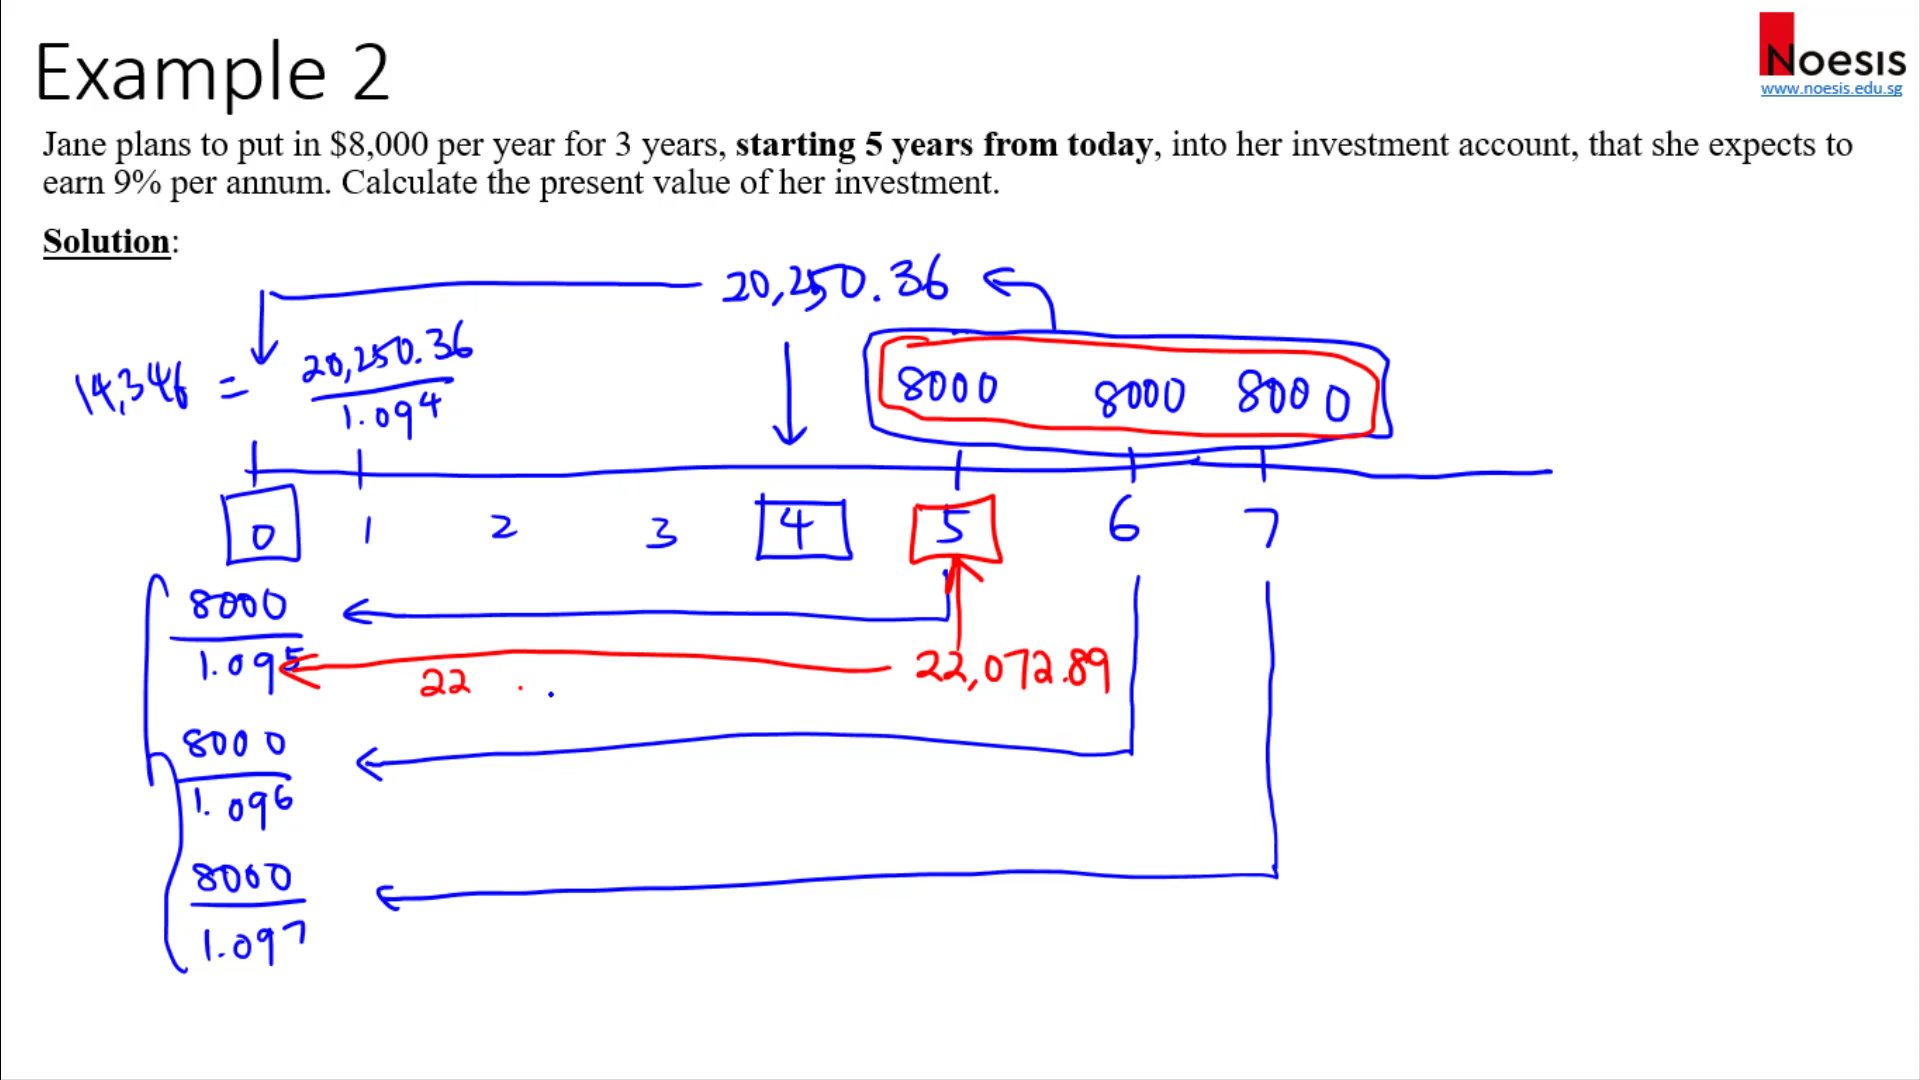 Example 2
Noesis
www.noesis.edu.sg
Jane plans to put in $8,000 per year for 3 years, starting 5 years from today, into her investment account, that she expects to
earn 9% per annum. Calculate the present value of her investment.
Solution:
20,250.36
14,346 = 20,250.36
1.09⁴
8000 8000 8000
0 1 2 3 4 5 6 7
8000
1.09⁵
22 . . 22,072.89
8000
1.09⁶
8000
1.09⁷